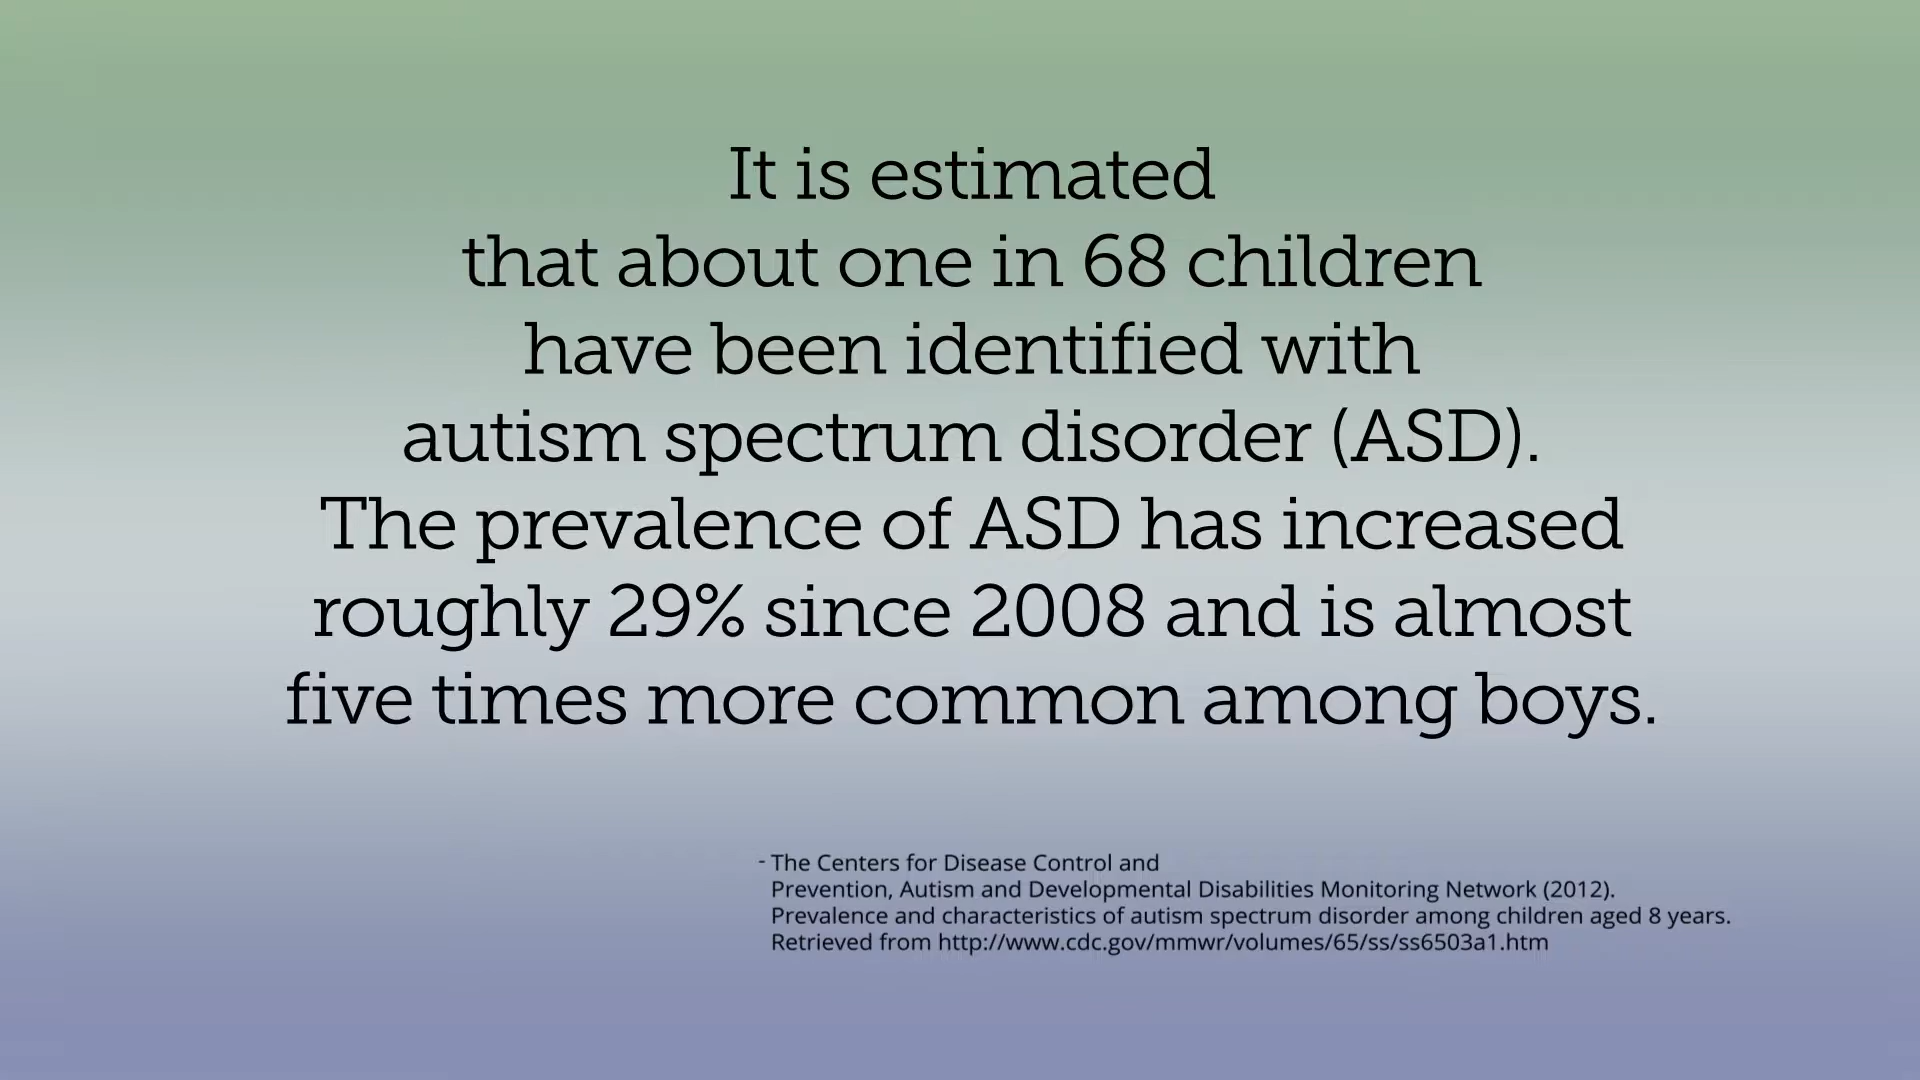 It is estimated
that about one in 68 children
have been identified with
autism spectrum disorder (ASD).
The prevalence of ASD has increased
roughly 29% since 2008 and is almost
five times more common among boys.
- The Centers for Disease Control and
Prevention, Autism and Developmental Disabilities Monitoring Network (2012).
Prevalence and characteristics of autism spectrum disorder among children aged 8 years.
Retrieved from http://www.cdc.gov/mmwr/volumes/65/ss/ss6503a1.htm